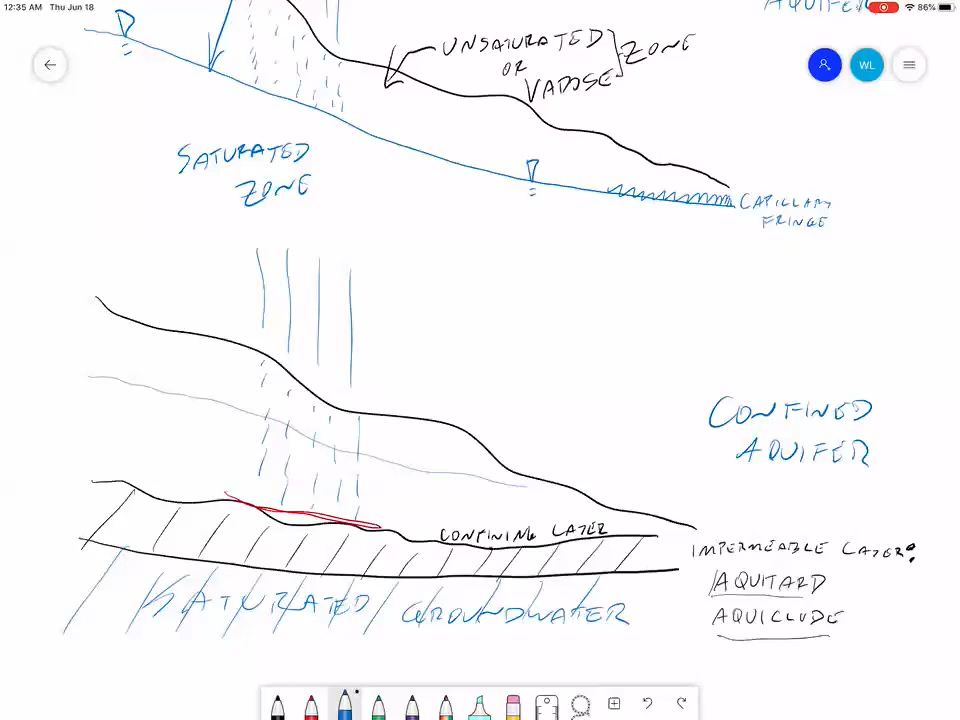 12:35 AM Thu Jun 18
86%
AQUIFER
WL
UNSATURATED
OR
VADOSE
ZONE
SATURATED
ZONE
CAPILLARY
FRINGE
CONFINED
AQUIFER
CONFINING LAYER
IMPERMEABLE LAYER:
AQUITARD
AQUICLUDE
SATURATED GROUNDWATER